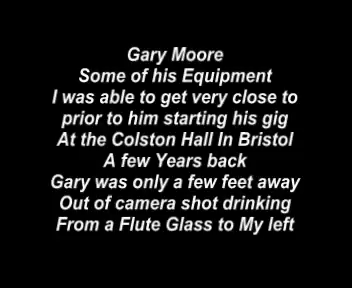 Gary Moore
Some of his Equipment
I was able to get very close to
prior to him starting his gig
At the Colston Hall In Bristol
A few Years back
Gary was only a few feet away
Out of camera shot drinking
From a Flute Glass to My left